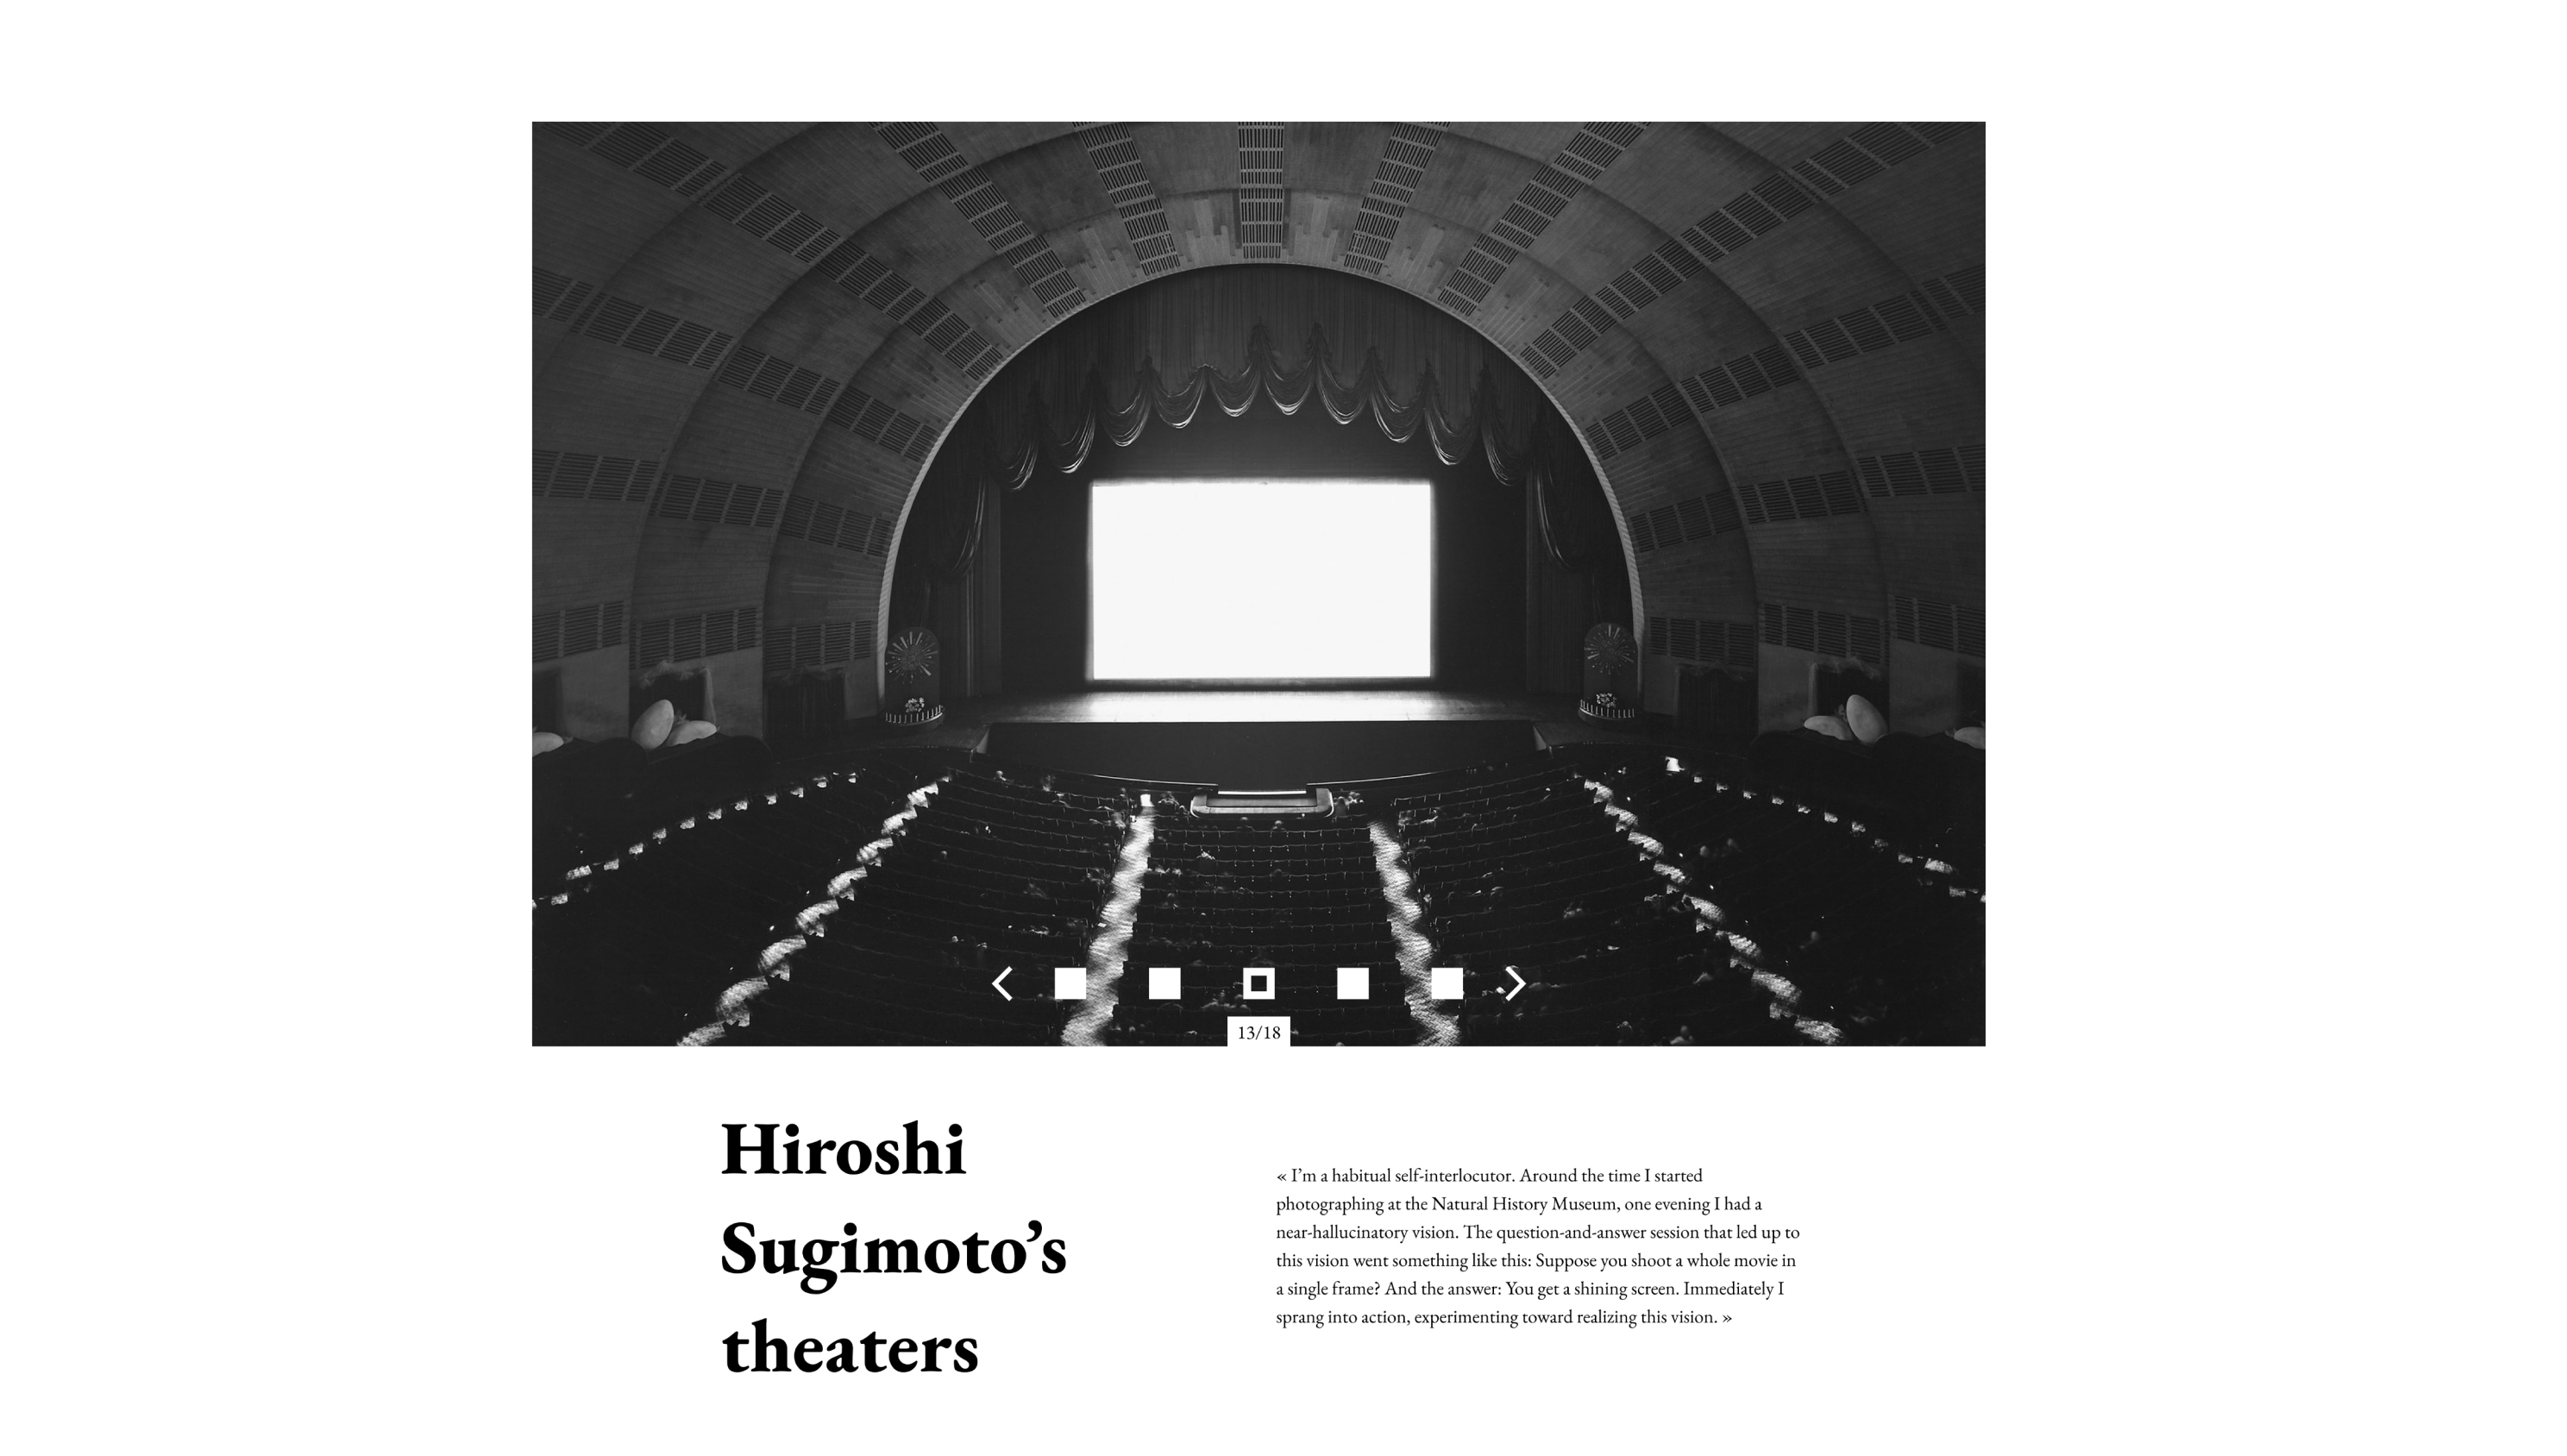 13/18
Hiroshi
Sugimoto’s
theaters
« I’m a habitual self-interlocutor. Around the time I started
photographing at the Natural History Museum, one evening I had a
near-hallucinatory vision. The question-and-answer session that led up to
this vision went something like this: Suppose you shoot a whole movie in
a single frame? And the answer: You get a shining screen. Immediately I
sprang into action, experimenting toward realizing this vision. »